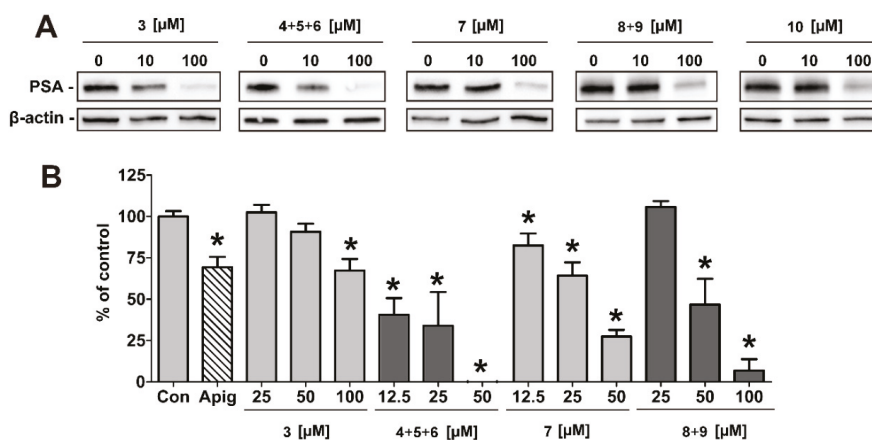 A
3 [µM] 4+5+6 [µM] 7 [µM] 8+9 [µM] 10 [µM]
0 10 100 0 10 100 0 10 100 0 10 100 0 10 100
PSA -
β-actin -
B
% of control
125
100
75
50
25
0
* * * * * * * * * *
Con Apig 25 50 100 12.5 25 50 12.5 25 50 25 50 100
3 [µM] 4+5+6 [µM] 7 [µM] 8+9 [µM]